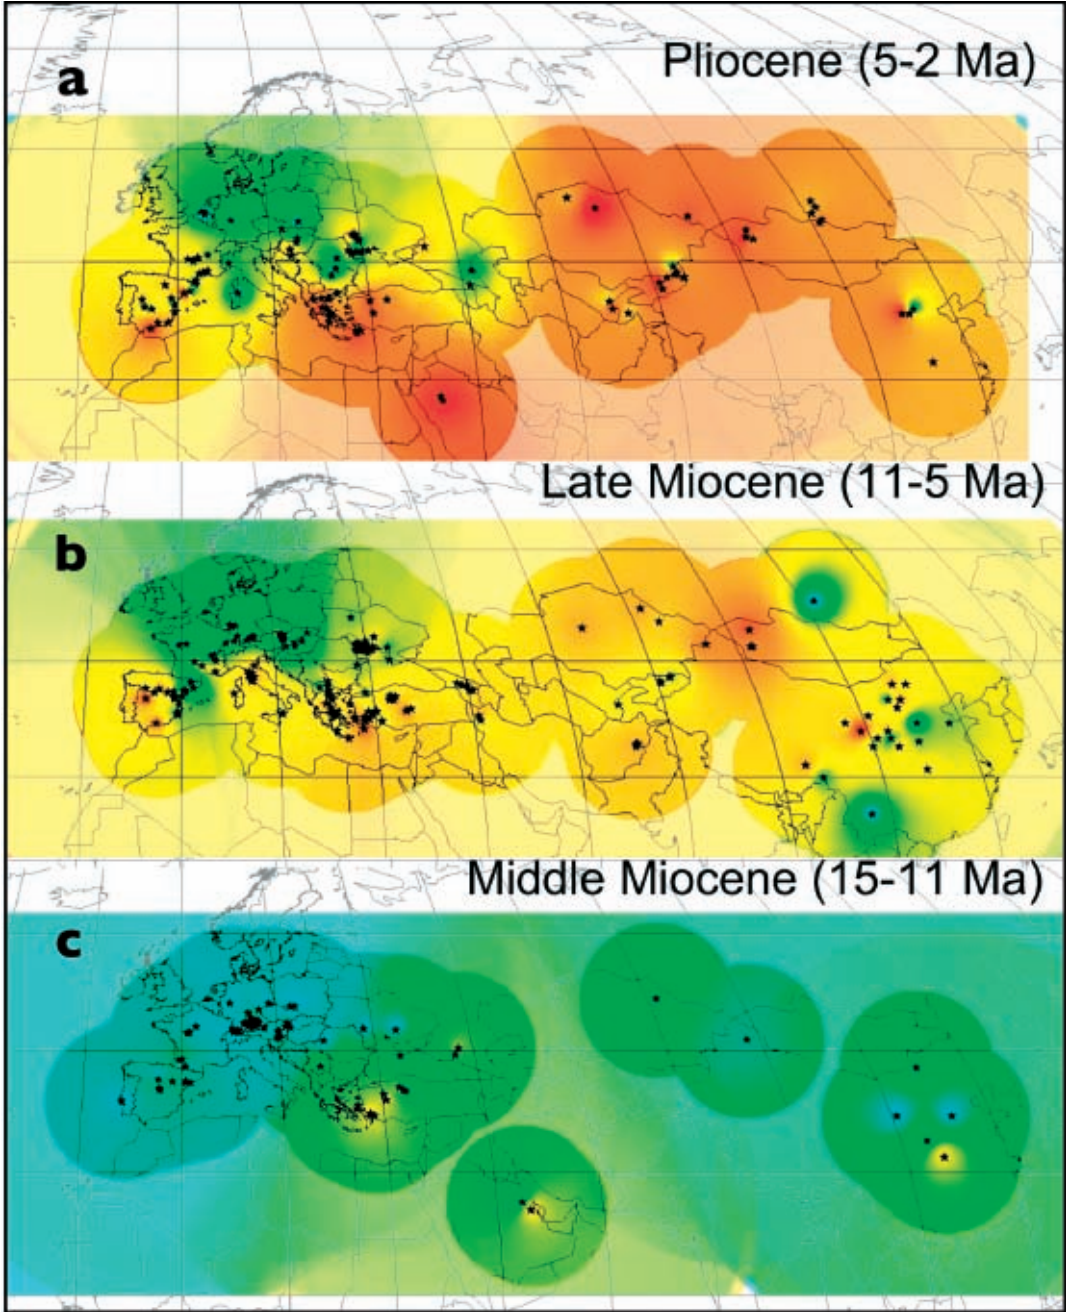 a
Pliocene (5-2 Ma)
b
Late Miocene (11-5 Ma)
c
Middle Miocene (15-11 Ma)